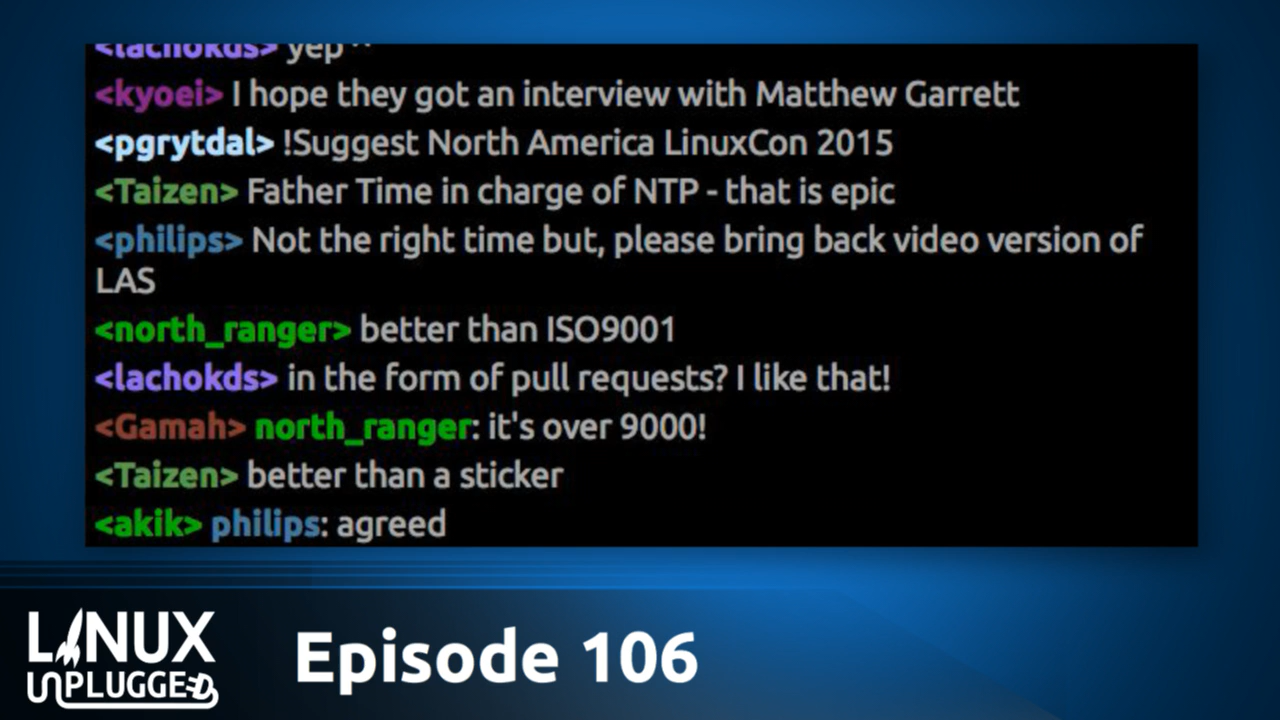 <lachokds> yep ^^
<kyoei> I hope they got an interview with Matthew Garrett
<pgrytdal> !Suggest North America LinuxCon 2015
<Taizen> Father Time in charge of NTP - that is epic
<philips> Not the right time but, please bring back video version of
LAS
<north_ranger> better than ISO9001
<lachokds> in the form of pull requests? I like that!
<Gamah> north_ranger: it's over 9000!
<Taizen> better than a sticker
<akik> philips: agreed
LINUX
UNPLUGGED
Episode 106